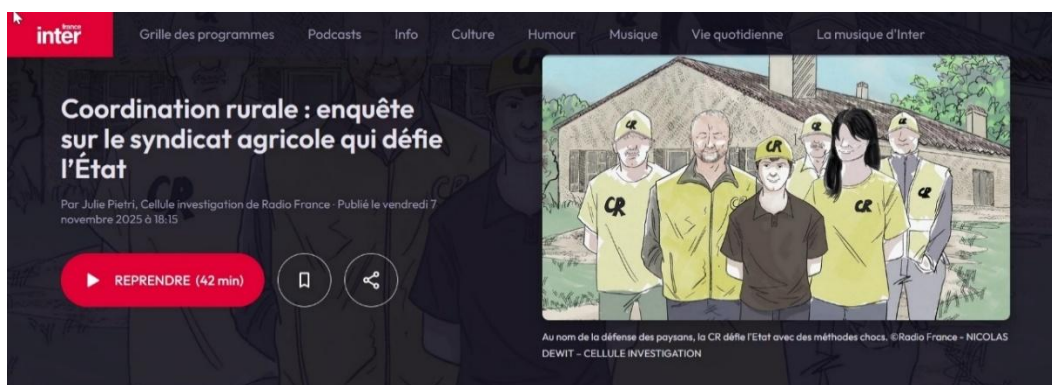 france
inter
Grille des programmes Podcasts Info Culture Humour Musique Vie quotidienne La musique d'Inter
Coordination rurale : enquête
sur le syndicat agricole qui défie
l'État
Par Julie Pietri, Cellule investigation de Radio France · Publié le vendredi 7
novembre 2025 à 18:15
REPRENDRE (42 min)
CR
CR
CR
CR
CR
CR
CR
Au nom de la défense des paysans, la CR défie l'Etat avec des méthodes chocs. ©Radio France - NICOLAS
DEWIT – CELLULE INVESTIGATION